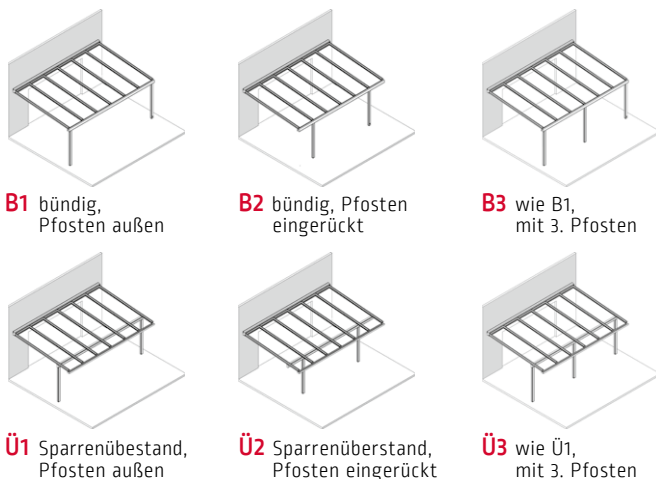 B1 bündig,
Pfosten außen
B2 bündig, Pfosten
eingerückt
B3 wie B1,
mit 3. Pfosten
Ü1 Sparrenübestand,
Pfosten außen
Ü2 Sparrenüberstand,
Pfosten eingerückt
Ü3 wie Ü1,
mit 3. Pfosten